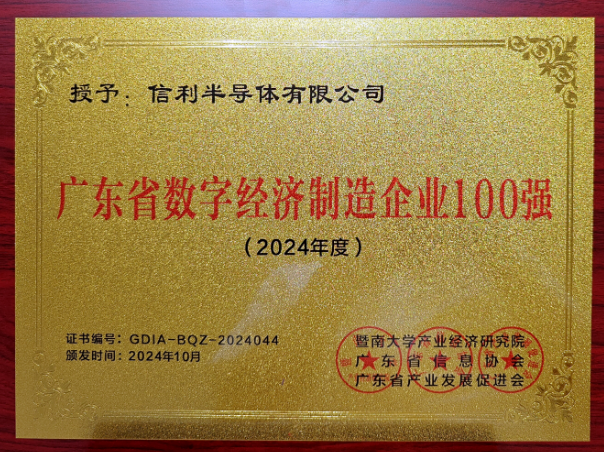 授予：信利半导体有限公司
广东省数字经济制造企业100强
（2024年度）
证书编号：GDIA-BQZ-2024044
颁发时间：2024年10月
暨南大学产业经济研究院
广东省信息协会
广东省产业发展促进会